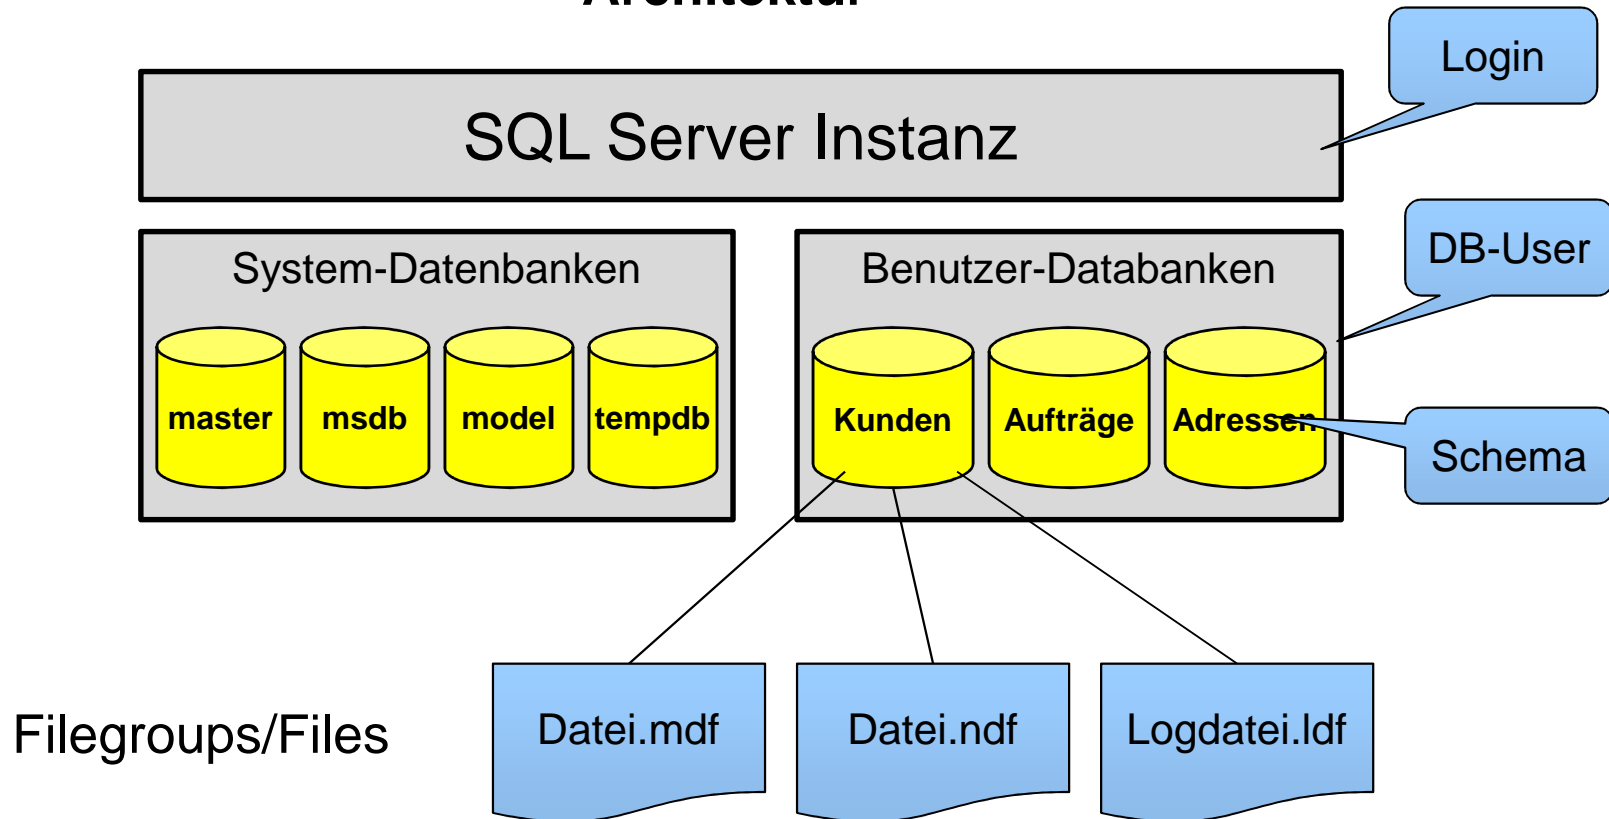 Architektur
Login
SQL Server Instanz
DB-User
System-Datenbanken
Benutzer-Databanken
master
msdb
model
tempdb
Kunden
Aufträge
Adressen
Schema
Filegroups/Files
Datei.mdf
Datei.ndf
Logdatei.ldf